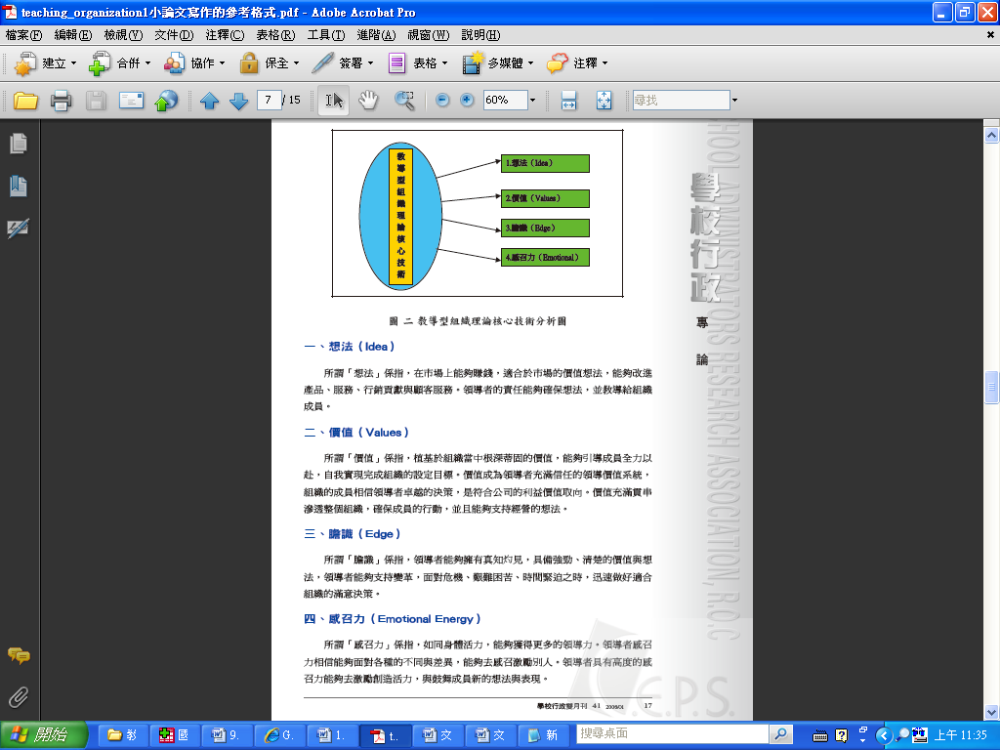 teaching_organization1小論文寫作的參考格式.pdf - Adobe Acrobat Pro
檔案(F) 編輯(E) 檢視(V) 文件(D) 注釋(C) 表格(R) 工具(T) 進階(A) 視窗(W) 說明(H)
建立 合併 協作 保全 簽署 表格 多媒體 注釋
7 / 15 60% 尋找
教導型組織理論核心技術
1.想法（Idea）
2.價值（Values）
3.膽識（Edge）
4.感召力（Emotional）
圖 二 教導型組織理論核心技術分析圖
一、想法（Idea）
所謂「想法」係指，在市場上能夠賺錢，適合於市場的價值想法，能夠改進
產品、服務、行銷貢獻與顧客服務。領導者的責任能夠確保想法，並教導給組織
成員。
二、價值（Values）
所謂「價值」係指，植基於組織當中根深蒂固的價值，能夠引導成員全力以
赴，自我實現完成組織的設定目標。價值成為領導者充滿信任的領導價值系統，
組織的成員相信領導者卓越的決策，是符合公司的利益價值取向。價值充滿貫串
滲透整個組織，確保成員的行動，並且能夠支持經營的想法。
三、膽識（Edge）
所謂「膽識」係指，領導者能夠擁有真知灼見，具備強勁、清楚的價值與想
法，領導者能夠支持變革，面對危機、艱難困苦、時間緊迫之時，迅速做好適合
組織的滿意決策。
四、感召力（Emotional Energy）
所謂「感召力」係指，如同身體活力，能夠獲得更多的領導力。領導者感召
力相信能夠面對各種的不同與差異，能夠去感召激勵別人。領導者具有高度的感
召力能夠去激勵創造活力，與鼓舞成員新的想法與表現。
學校行政雙月刊 41 2006/01 17
學校行政
專論
SCHOOL ADMINISTRATORS RESEARCH ASSOCIATION, R.O.C
C.E.P.S.
開始 教 區 9. G. 1. t.. 文 文 新 搜尋桌面 上午 11:35